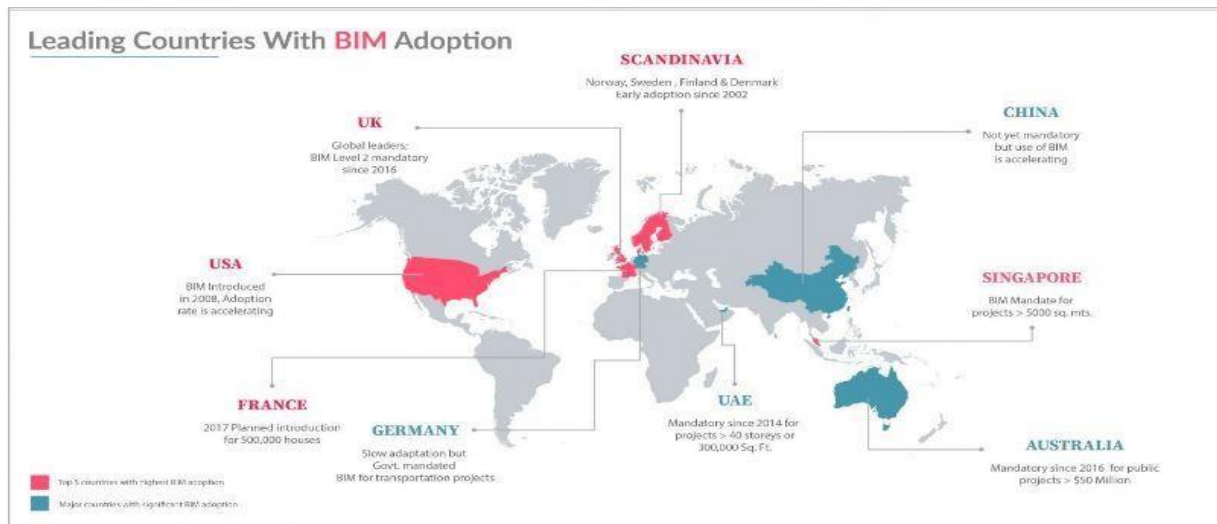 Leading Countries With BIM Adoption
SCANDINAVIA
Norway, Sweden , Finland & Denmark
Early adoption since 2002
UK
Global leaders;
BIM Level 2 mandatory
since 2016
CHINA
Not yet mandatory
but use of BIM
is accelerating
USA
BIM Introduced
in 2008, Adoption
rate is accelerating
SINGAPORE
BIM Mandate for
projects > 5000 sq. mts.
FRANCE
2017 Planned introduction
for 500,000 houses
GERMANY
Slow adaptation but
Govt. mandated
BIM for transportation projects
UAE
Mandatory since 2014 for
projects > 40 storeys or
300,000 Sq. Ft.
AUSTRALIA
Mandatory since 2016 for public
projects > $50 Million
Top 5 countries with highest BIM adoption
Major countries with significant BIM adoption